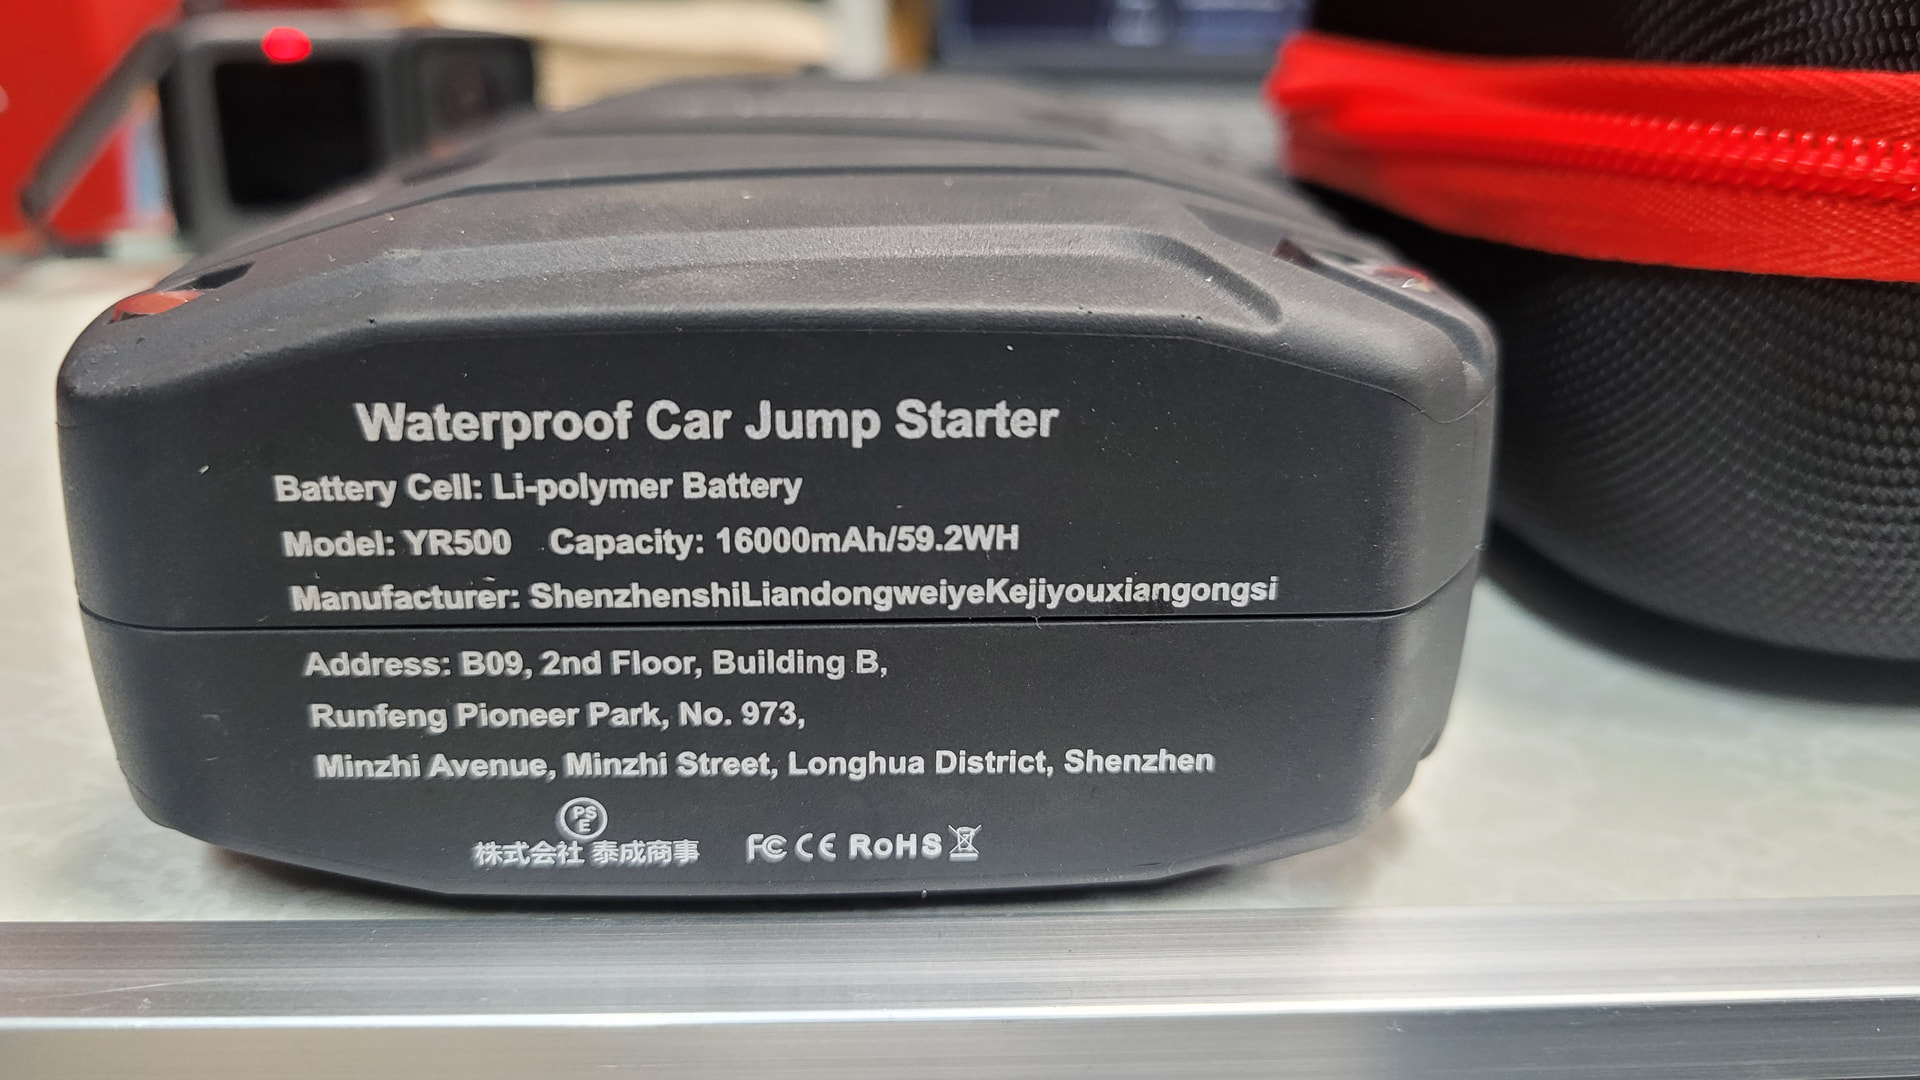 Waterproof Car Jump Starter
Battery Cell: Li-polymer Battery
Model: YR500 Capacity: 16000mAh/59.2WH
Manufacturer: ShenzhenshiLiandongweiyeKejiyouxiangongsi
Address: B09, 2nd Floor, Building B,
Runfeng Pioneer Park, No. 973,
Minzhi Avenue, Minzhi Street, Longhua District, Shenzhen
PSE
株式会社 泰成商事 FC CE RoHS